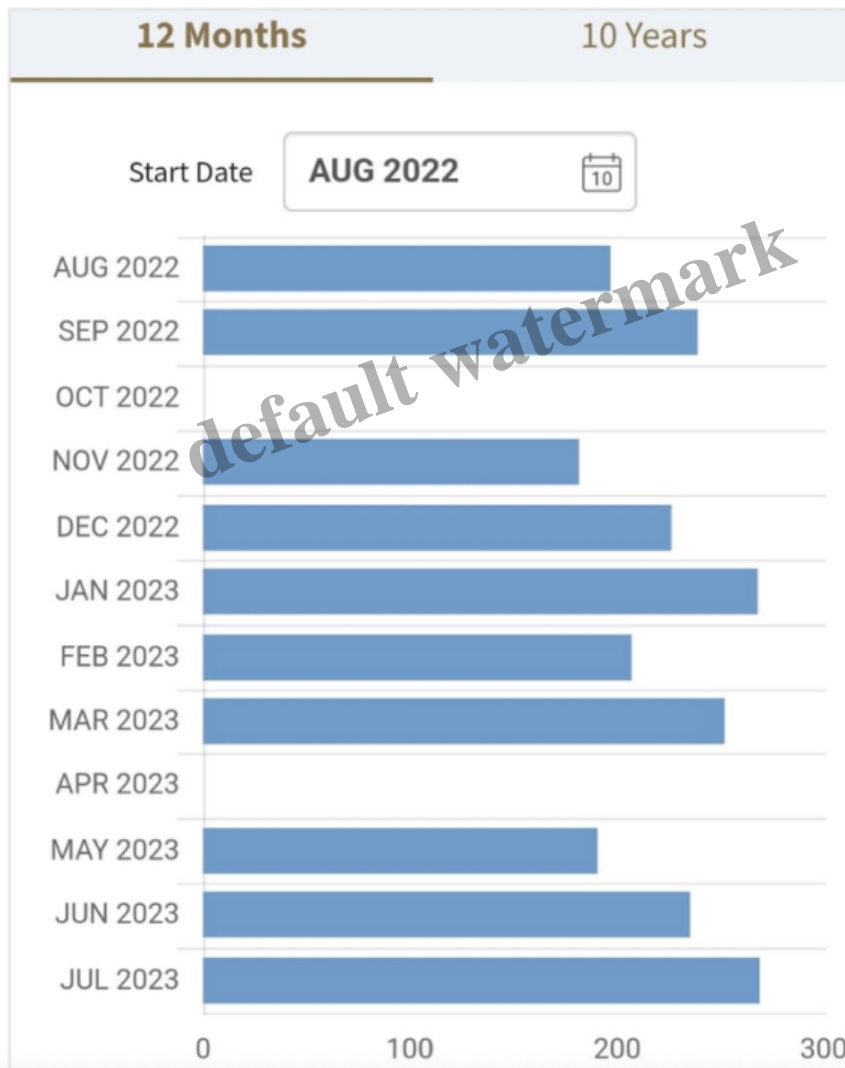 12 Months 10 Years
Start Date AUG 2022 10
AUG 2022
SEP 2022
OCT 2022
NOV 2022
DEC 2022
JAN 2023
FEB 2023
MAR 2023
APR 2023
MAY 2023
JUN 2023
JUL 2023
0 100 200 300
default watermark